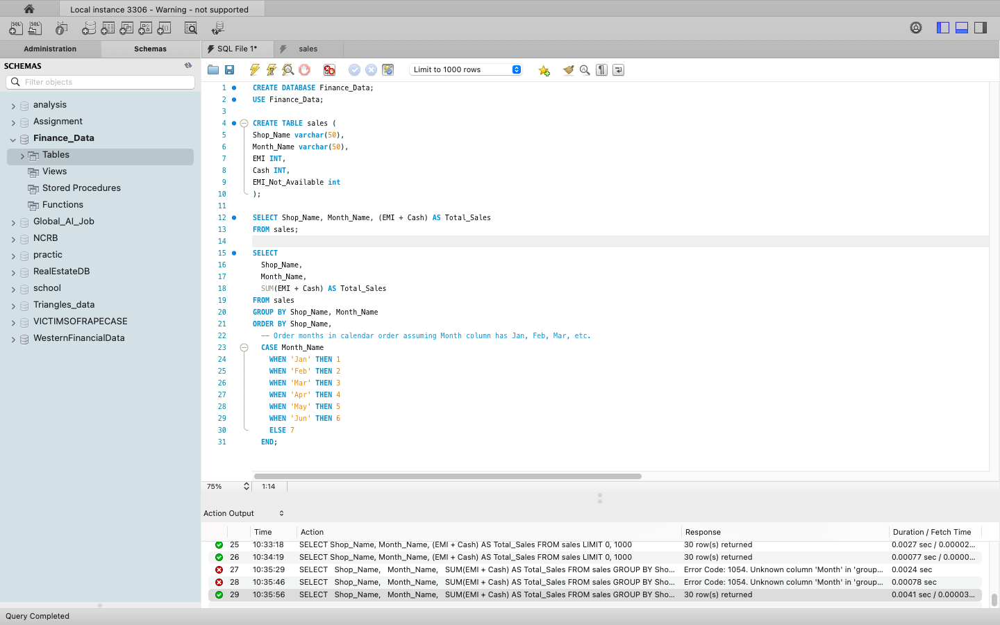 Local instance 3306 - Warning - not supported
Administration
Schemas
SQL File 1*
sales
SCHEMAS
Filter objects
Limit to 1000 rows
analysis
Assignment
Finance_Data
Tables
Views
Stored Procedures
Functions
Global_AI_Job
NCRB
practic
RealEstateDB
school
Triangles_data
VICTIMSOFRAPECASE
WesternFinancialData
1 CREATE DATABASE Finance_Data;
2 USE Finance_Data;
3
4 CREATE TABLE sales (
5 Shop_Name varchar(50),
6 Month_Name varchar(50),
7 EMI INT,
8 Cash INT,
9 EMI_Not_Available int
10 );
11
12 SELECT Shop_Name, Month_Name, (EMI + Cash) AS Total_Sales
13 FROM sales;
14
15 SELECT
16 Shop_Name,
17 Month_Name,
18 SUM(EMI + Cash) AS Total_Sales
19 FROM sales
20 GROUP BY Shop_Name, Month_Name
21 ORDER BY Shop_Name,
22 -- Order months in calendar order assuming Month column has Jan, Feb, Mar, etc.
23 CASE Month_Name
24 WHEN 'Jan' THEN 1
25 WHEN 'Feb' THEN 2
26 WHEN 'Mar' THEN 3
27 WHEN 'Apr' THEN 4
28 WHEN 'May' THEN 5
29 WHEN 'Jun' THEN 6
30 ELSE 7
31 END;
75% 1:14
Action Output
Time Action Response Duration / Fetch Time
25 10:33:18 SELECT Shop_Name, Month_Name, (EMI + Cash) AS Total_Sales FROM sales LIMIT 0, 1000 30 row(s) returned 0.0027 sec / 0.00002...
26 10:34:19 SELECT Shop_Name, Month_Name, (EMI + Cash) AS Total_Sales FROM sales LIMIT 0, 1000 30 row(s) returned 0.00077 sec / 0.0000...
27 10:35:29 SELECT Shop_Name, Month_Name, SUM(EMI + Cash) AS Total_Sales FROM sales GROUP BY Sho... Error Code: 1054. Unknown column 'Month' in 'group... 0.0024 sec
28 10:35:46 SELECT Shop_Name, Month_Name, SUM(EMI + Cash) AS Total_Sales FROM sales GROUP BY Sho... Error Code: 1054. Unknown column 'Month' in 'group... 0.00078 sec
29 10:35:56 SELECT Shop_Name, Month_Name, SUM(EMI + Cash) AS Total_Sales FROM sales GROUP BY Sho... 30 row(s) returned 0.0041 sec / 0.00003...
Query Completed